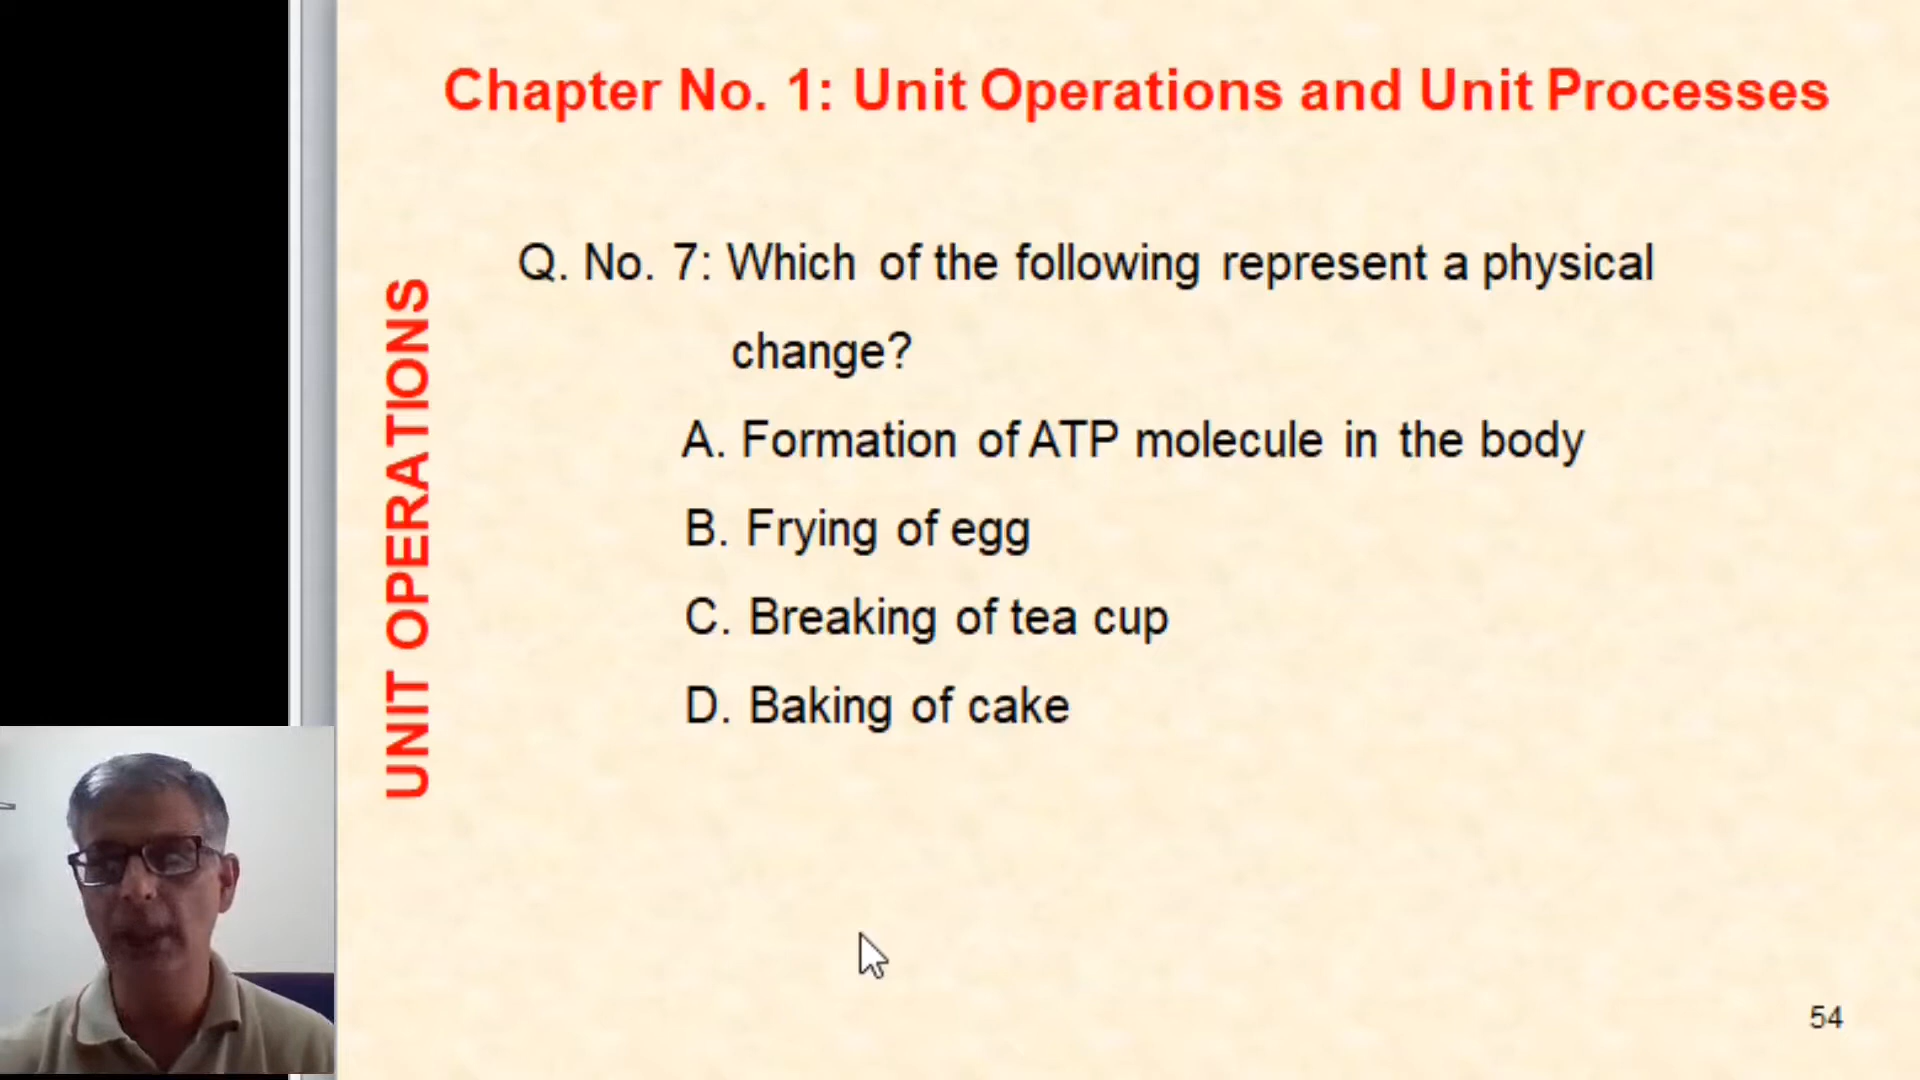 Chapter No. 1: Unit Operations and Unit Processes
UNIT OPERATIONS
Q. No. 7: Which of the following represent a physical
change?
A. Formation of ATP molecule in the body
B. Frying of egg
C. Breaking of tea cup
D. Baking of cake
54